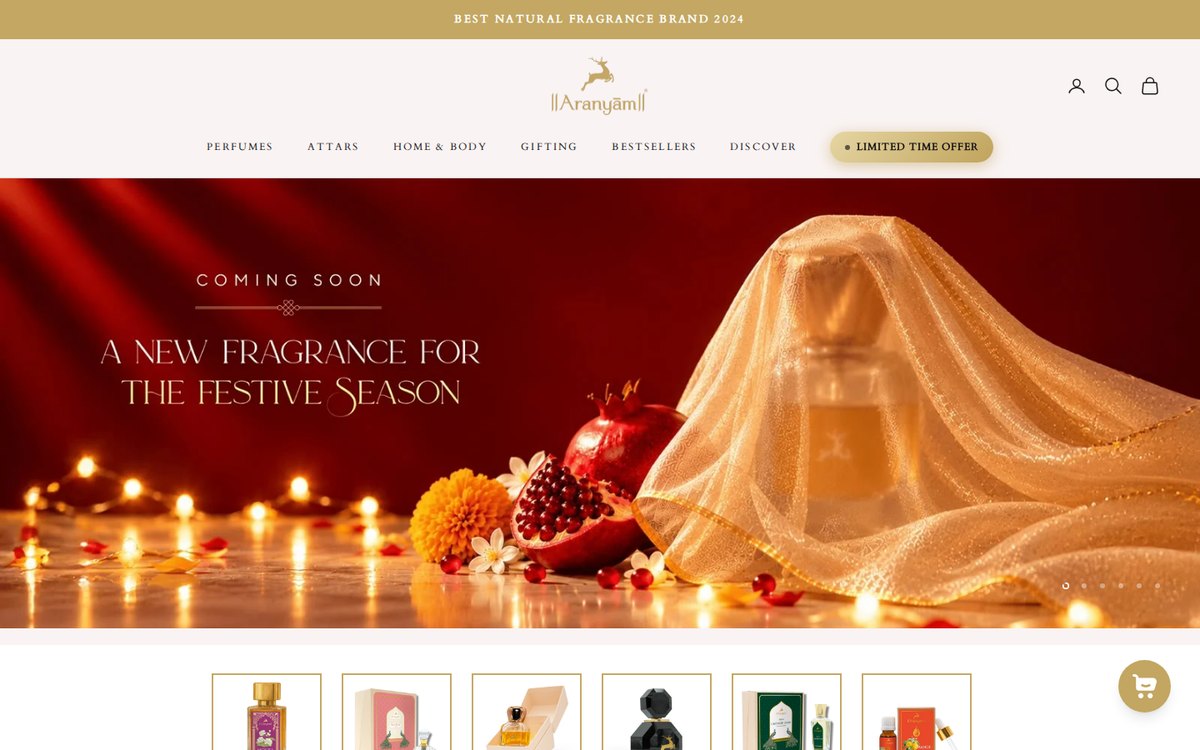 BEST NATURAL FRAGRANCE BRAND 2024
||Aranyām||
PERFUMES ATTARS HOME & BODY GIFTING BESTSELLERS DISCOVER LIMITED TIME OFFER
COMING SOON
A NEW FRAGRANCE FOR
THE FESTIVE SEASON